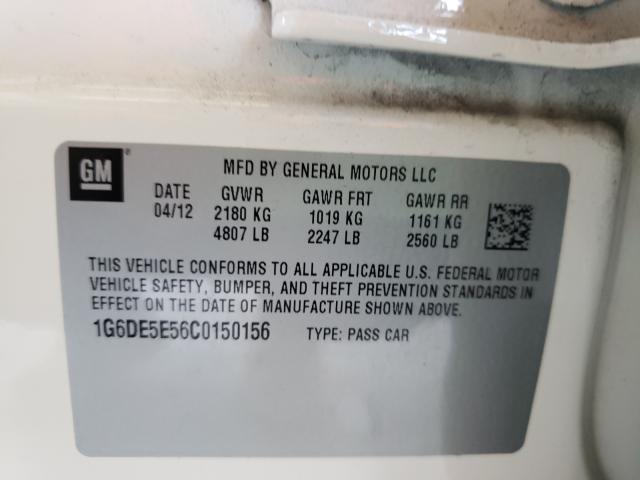 GM
MFD BY GENERAL MOTORS LLC
DATE GVWR GAWR FRT GAWR RR
04/12 2180 KG 1019 KG 1161 KG
4807 LB 2247 LB 2560 LB
THIS VEHICLE CONFORMS TO ALL APPLICABLE U.S. FEDERAL MOTOR
VEHICLE SAFETY, BUMPER, AND THEFT PREVENTION STANDARDS IN
EFFECT ON THE DATE OF MANUFACTURE SHOWN ABOVE.
1G6DE5E56C0150156 TYPE: PASS CAR